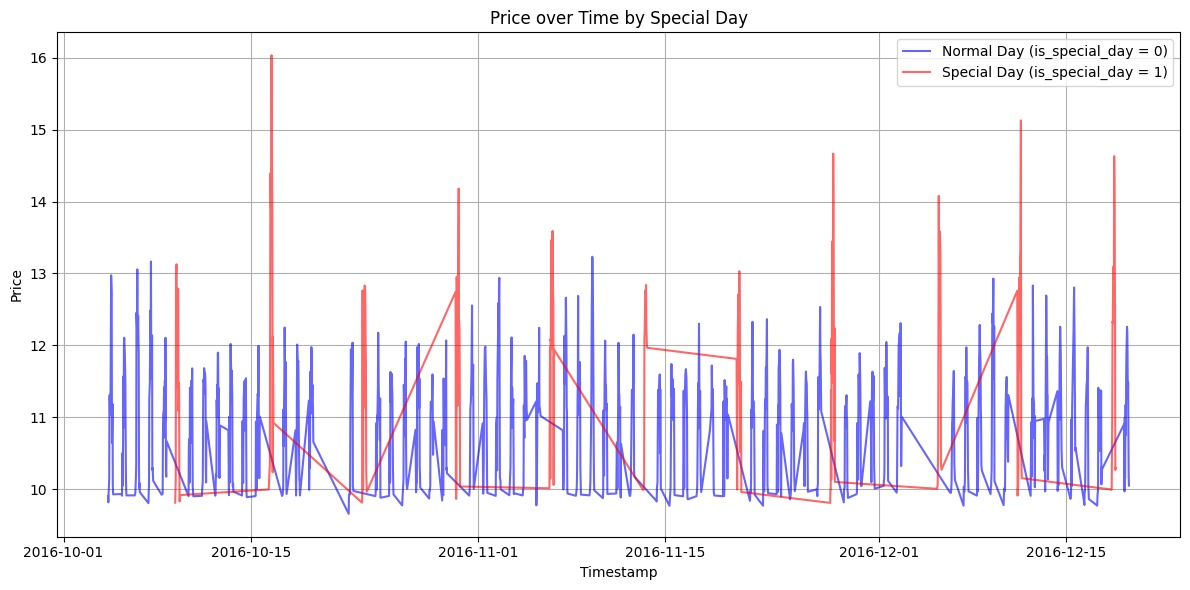 Price over Time by Special Day
Normal Day (is_special_day = 0)
Special Day (is_special_day = 1)
Price
16
15
14
13
12
11
10
2016-10-01
2016-10-15
2016-11-01
2016-11-15
2016-12-01
2016-12-15
Timestamp